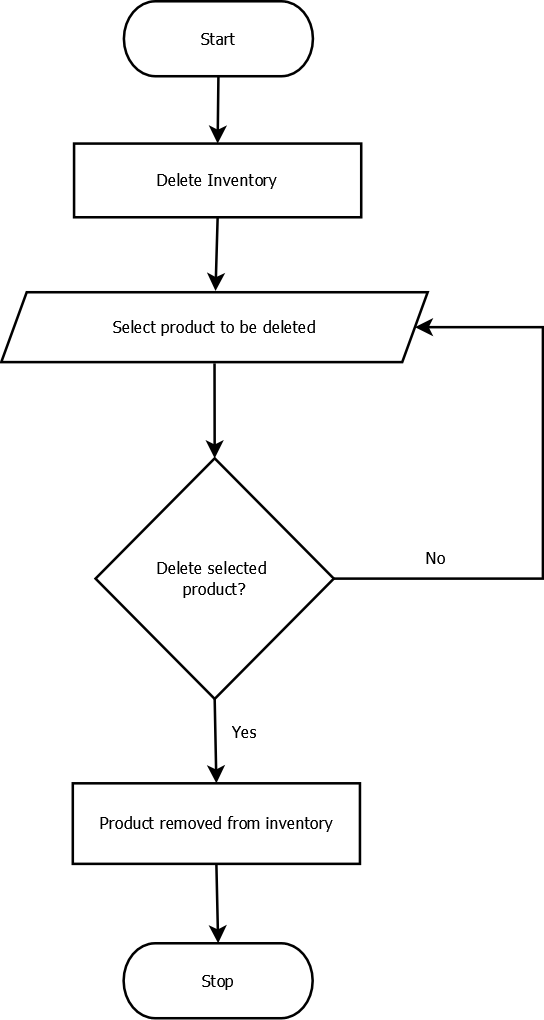 Start
Delete Inventory
Select product to be deleted
Delete selected
product?
No
Yes
Product removed from inventory
Stop